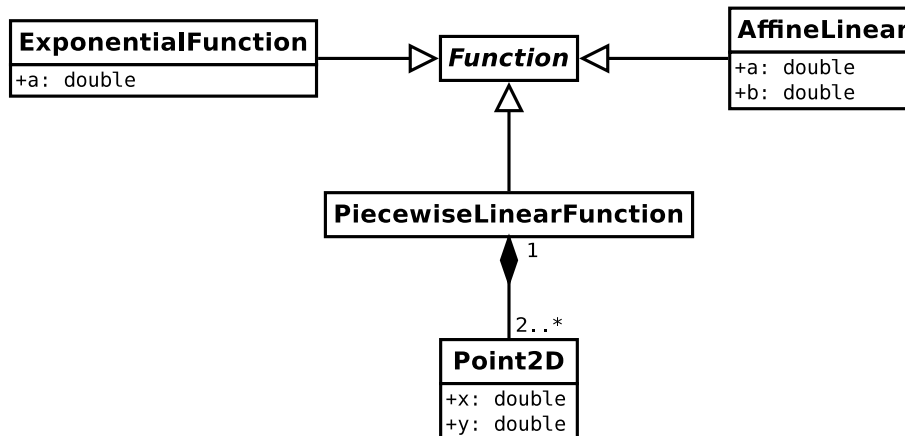 ExponentialFunction
+a: double
Function
AffineLinear
+a: double
+b: double
PiecewiseLinearFunction
1
2..*
Point2D
+x: double
+y: double